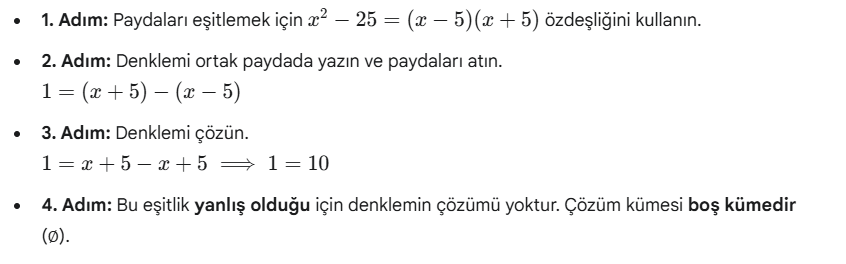 • 1. Adım: Paydaları eşitlemek için x² − 25 = (x − 5)(x + 5) özdeşliğini kullanın.
• 2. Adım: Denklemi ortak paydada yazın ve paydaları atın.
1 = (x + 5) − (x − 5)
• 3. Adım: Denklemi çözün.
1 = x + 5 − x + 5 ⟹ 1 = 10
• 4. Adım: Bu eşitlik yanlış olduğu için denklemin çözümü yoktur. Çözüm kümesi boş kümedir
(∅).